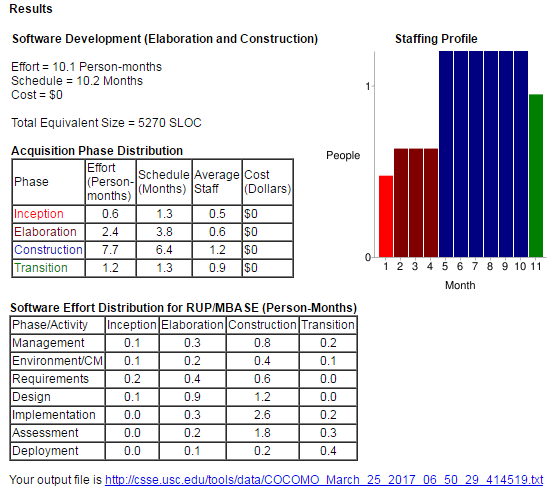 Results
Software Development (Elaboration and Construction)
Staffing Profile
Effort = 10.1 Person-months
Schedule = 10.2 Months
Cost = $0
Total Equivalent Size = 5270 SLOC
Acquisition Phase Distribution
Phase Effort (Person-months) Schedule (Months) Average Staff Cost (Dollars)
Inception 0.6 1.3 0.5 $0
Elaboration 2.4 3.8 0.6 $0
Construction 7.7 6.4 1.2 $0
Transition 1.2 1.3 0.9 $0
1
People
0
1 2 3 4 5 6 7 8 9 10 11
Month
Software Effort Distribution for RUP/MBASE (Person-Months)
Phase/Activity Inception Elaboration Construction Transition
Management 0.1 0.3 0.8 0.2
Environment/CM 0.1 0.2 0.4 0.1
Requirements 0.2 0.4 0.6 0.0
Design 0.1 0.9 1.2 0.0
Implementation 0.0 0.3 2.6 0.2
Assessment 0.0 0.2 1.8 0.3
Deployment 0.0 0.1 0.2 0.4
Your output file is http://csse.usc.edu/tools/data/COCOMO_March_25_2017_06_50_29_414519.txt